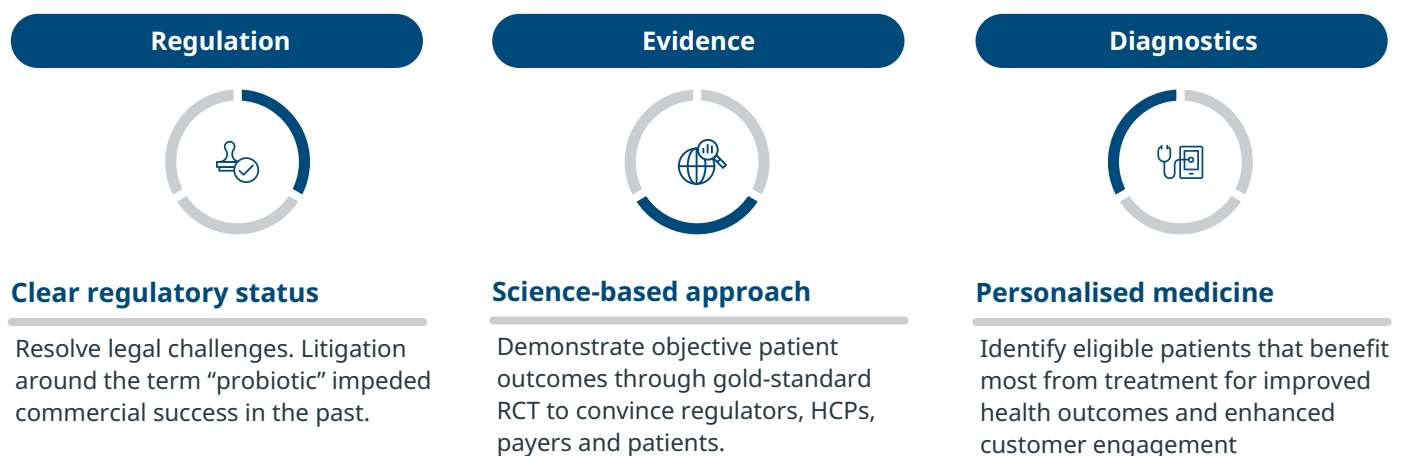 Regulation
Clear regulatory status
Resolve legal challenges. Litigation
around the term “probiotic” impeded
commercial success in the past.
Evidence
Science-based approach
Demonstrate objective patient
outcomes through gold-standard
RCT to convince regulators, HCPs,
payers and patients.
Diagnostics
Personalised medicine
Identify eligible patients that benefit
most from treatment for improved
health outcomes and enhanced
customer engagement